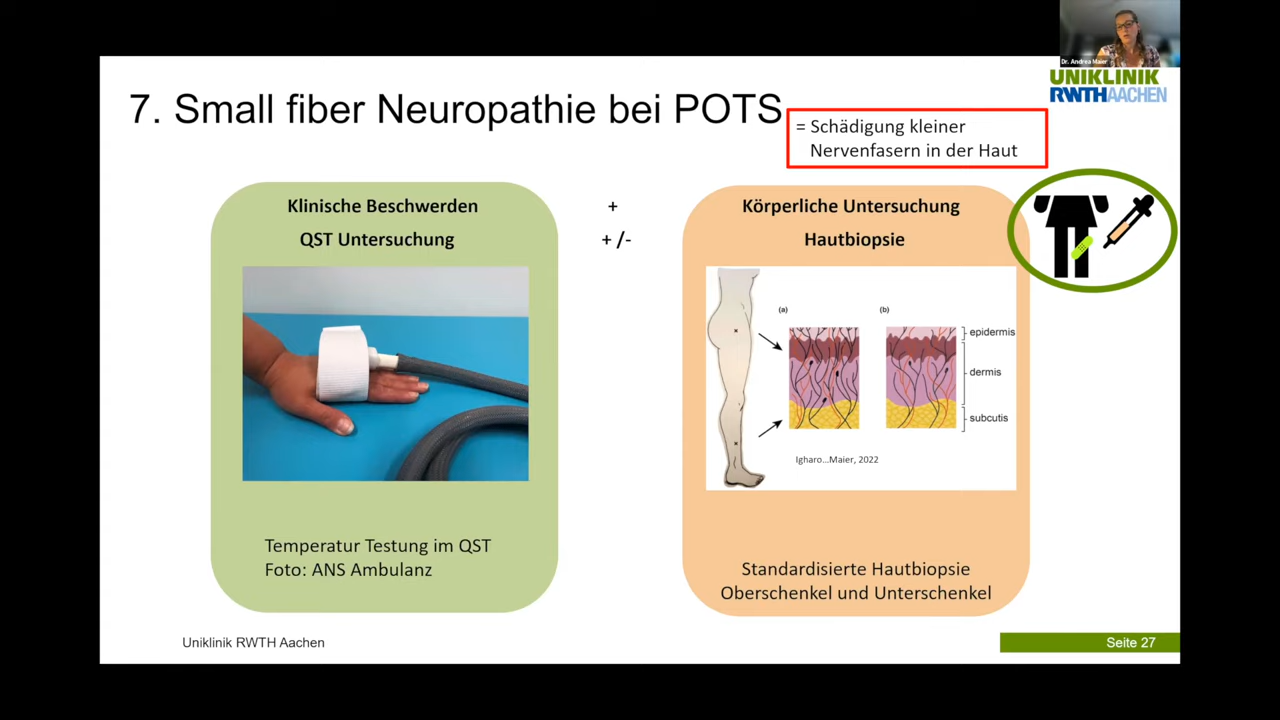 Dr. Andrea Maier
UNIKLINIK
RWTHAACHEN
7. Small fiber Neuropathie bei POTS
= Schädigung kleiner
Nervenfasern in der Haut
Klinische Beschwerden
+
Körperliche Untersuchung
QST Untersuchung
+ /-
Hautbiopsie
(a)
(b)
epidermis
dermis
subcutis
Igharo...Maier, 2022
Temperatur Testung im QST
Foto: ANS Ambulanz
Standardisierte Hautbiopsie
Oberschenkel und Unterschenkel
Uniklinik RWTH Aachen
Seite 27